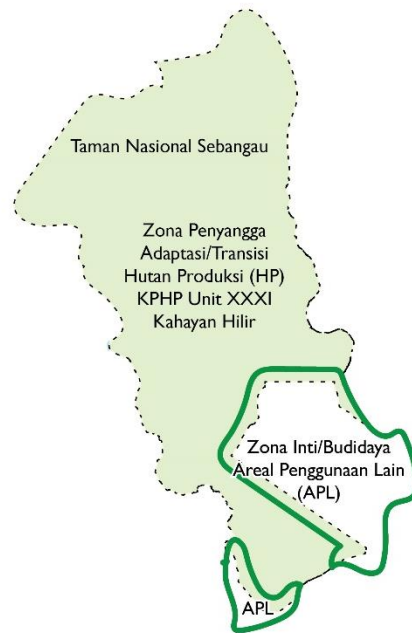 Taman Nasional Sebangau
Zona Penyangga
Adaptasi/Transisi
Hutan Produksi (HP)
KPHP Unit XXXI
Kahayan Hilir
Zona Inti/Budidaya
Areal Penggunaan Lain
(APL)
APL